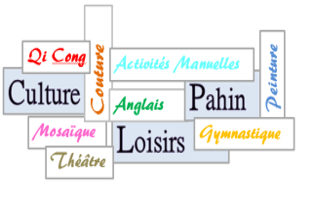 Qi Cong
Couture
Activités Manuelles
Peinture
Culture
Anglais
Pahin
Mosaïque
Loisirs
Gymnastique
Théâtre